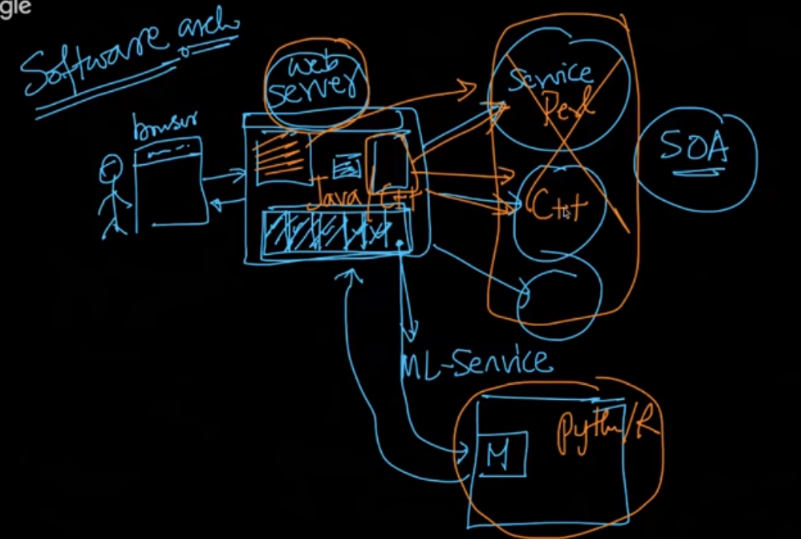 gle
Software arch
web
server
browser
Service
Perl
SOA
Java
C++
C++
ML-Service
Python/R
M